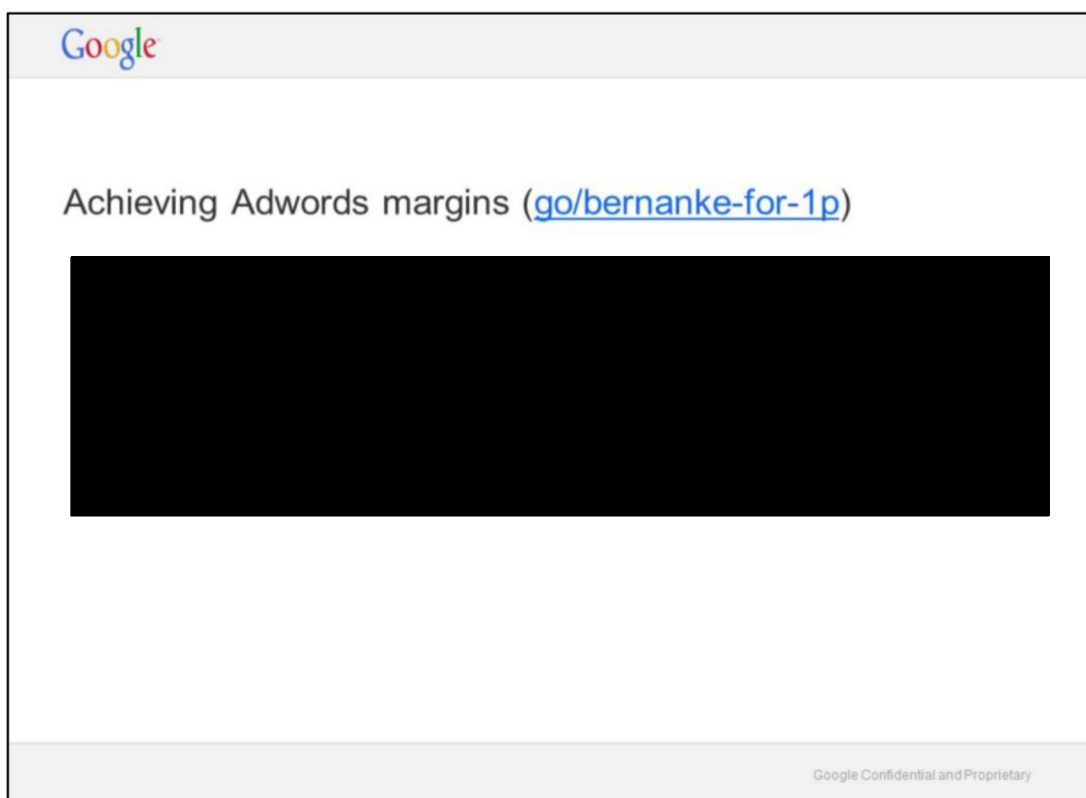 Google
Achieving Adwords margins (go/bernanke-for-1p)
Google Confidential and Proprietary